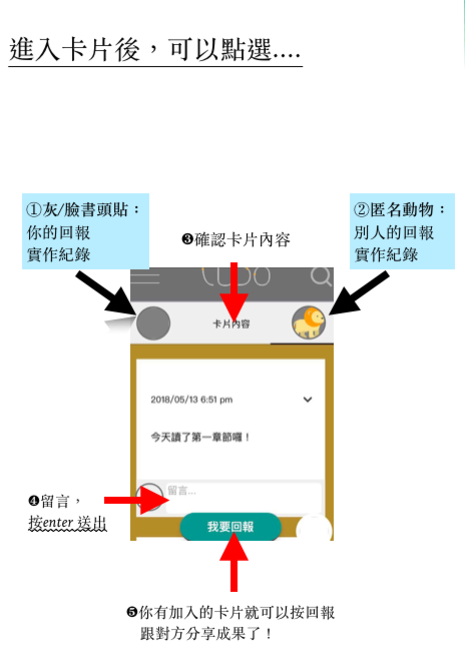 進入卡片後，可以點選....
①灰/臉書頭貼：
你的回報
實作紀錄
❸確認卡片內容
②匿名動物：
別人的回報
實作紀錄
卡片內容
2018/05/13 6:51 pm
今天讀了第一章節囉！
留言...
❹留言，
按enter 送出
我要回報
❺你有加入的卡片就可以按回報
跟對方分享成果了！